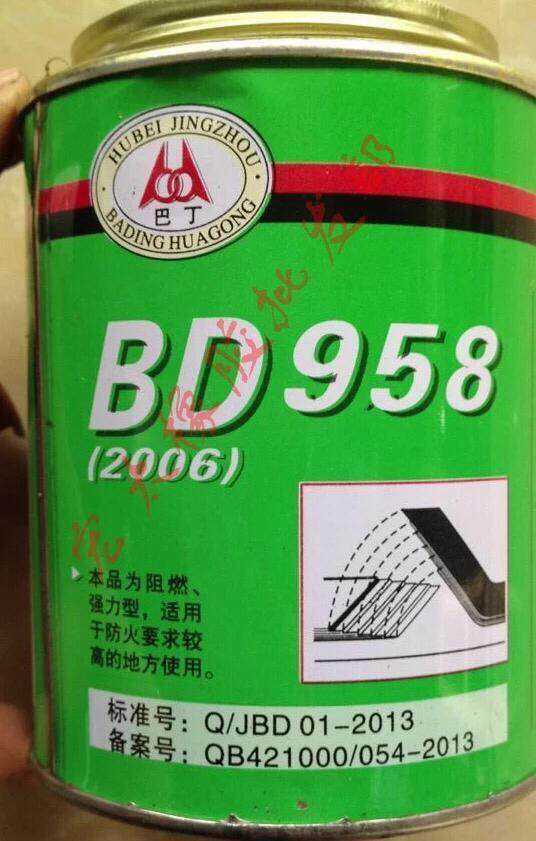 HUBEI JINGZHOU
巴丁
BADING HUAGONG
BD958
(2006)
本品为阻燃、
强力型，适用
于防火要求较
高的地方使用。
标准号：Q/JBD 01-2013
备案号：QB421000/054-2013